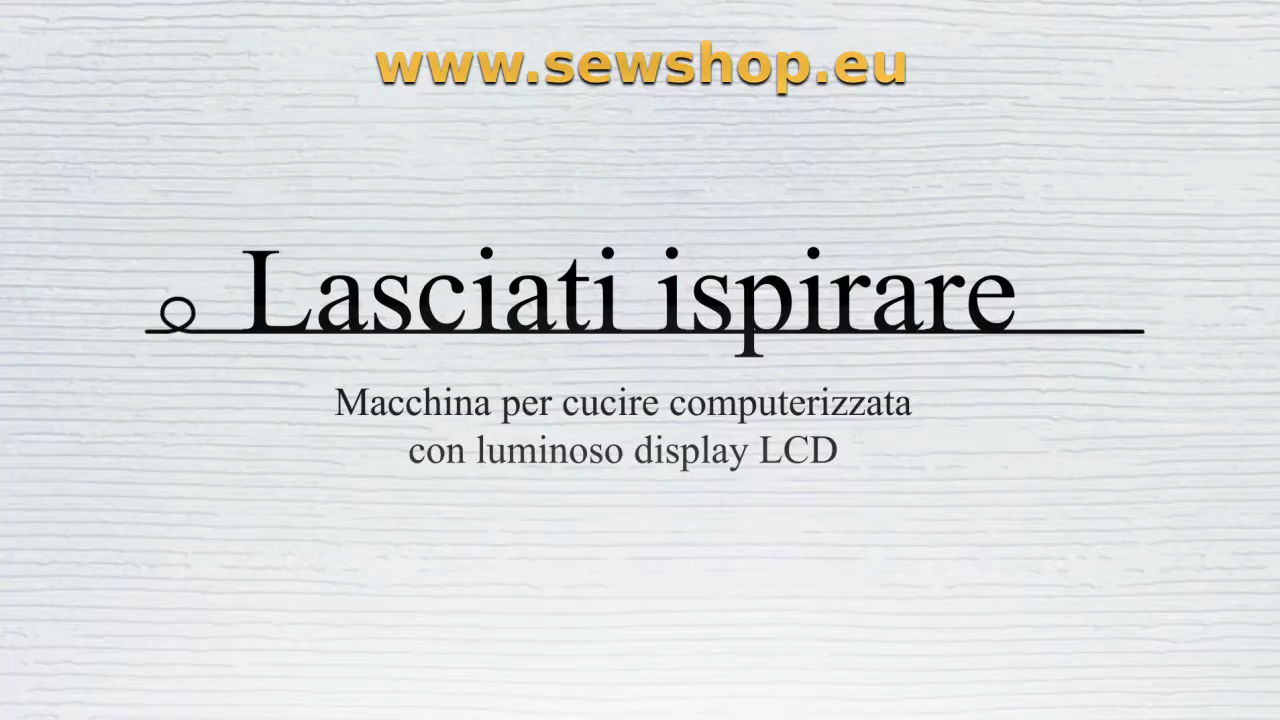 www.sewshop.eu
Lasciati ispirare
Macchina per cucire computerizzata
con luminoso display LCD